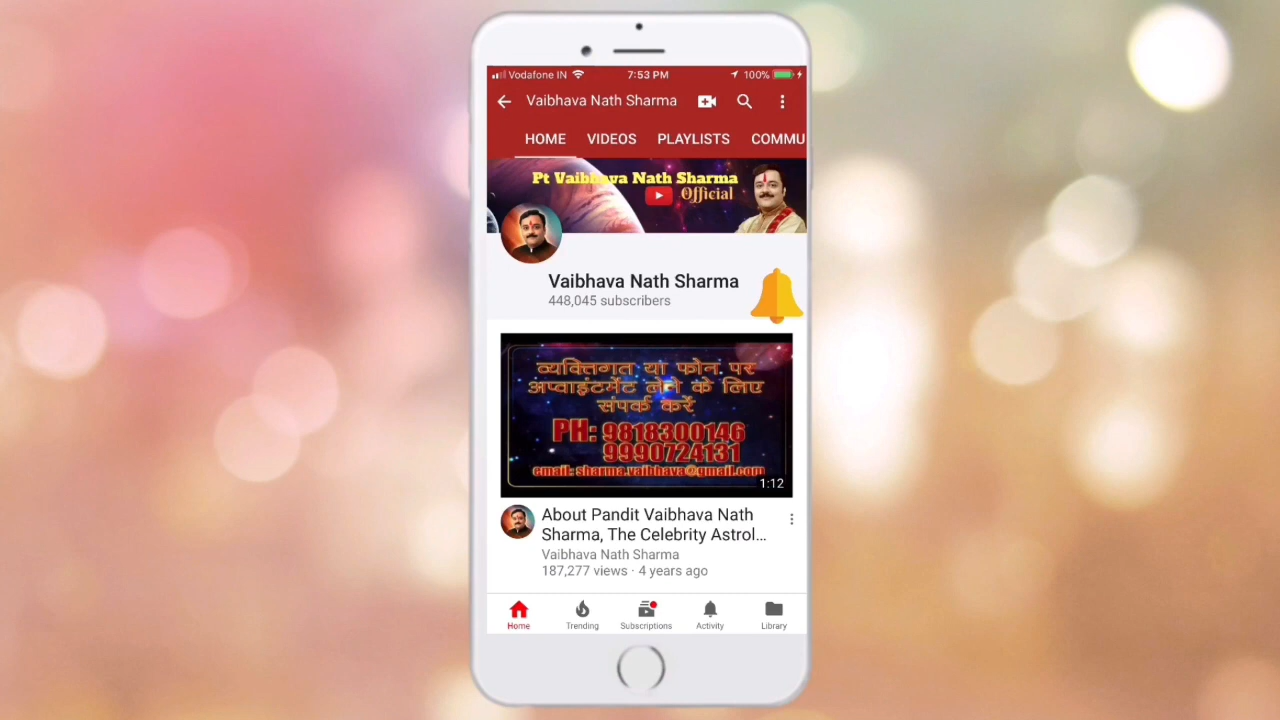 Vodafone IN 7:53 PM 100%
Vaibhava Nath Sharma
HOME VIDEOS PLAYLISTS COMMU
Pt Vaibhava Nath Sharma
Official
Vaibhava Nath Sharma
448,045 subscribers
व्यक्तिगत या फोन पर
अप्वाइंटमेंट लेने के लिए
संपर्क करें
PH: 9818300146
9990724131
email: sharma.vaibhava@gmail.com
1:12
About Pandit Vaibhava Nath
Sharma, The Celebrity Astrol...
Vaibhava Nath Sharma
187,277 views · 4 years ago
Home Trending Subscriptions Activity Library